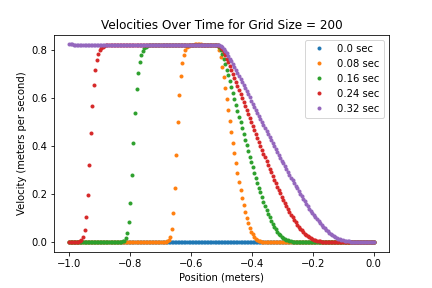 Velocities Over Time for Grid Size = 200
Velocity (meters per second)
0.8
0.6
0.4
0.2
0.0
0.0 sec
0.08 sec
0.16 sec
0.24 sec
0.32 sec
−1.0 −0.8 −0.6 −0.4 −0.2 0.0
Position (meters)